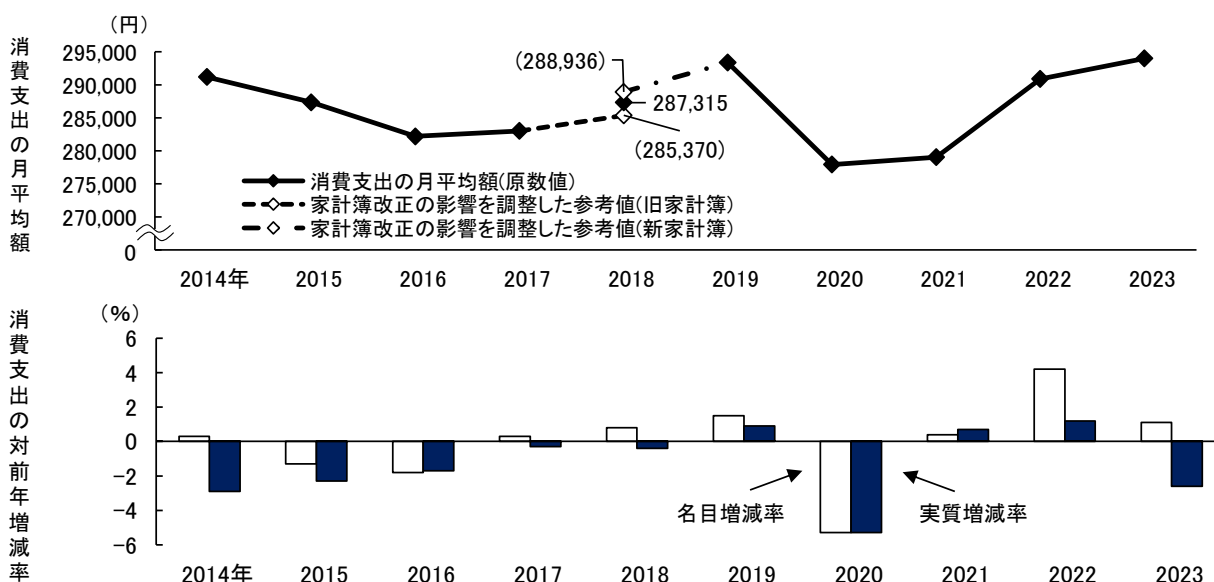 消費支出の月平均額
(円)
295,000
290,000
285,000
280,000
275,000
270,000
0
(288,936)
287,315
(285,370)
消費支出の月平均額(原数値)
家計簿改正の影響を調整した参考値(旧家計簿)
家計簿改正の影響を調整した参考値(新家計簿)
2014年 2015 2016 2017 2018 2019 2020 2021 2022 2023
消費支出の対前年増減率
(%)
6
4
2
0
-2
-4
-6
名目増減率 実質増減率
2014年 2015 2016 2017 2018 2019 2020 2021 2022 2023